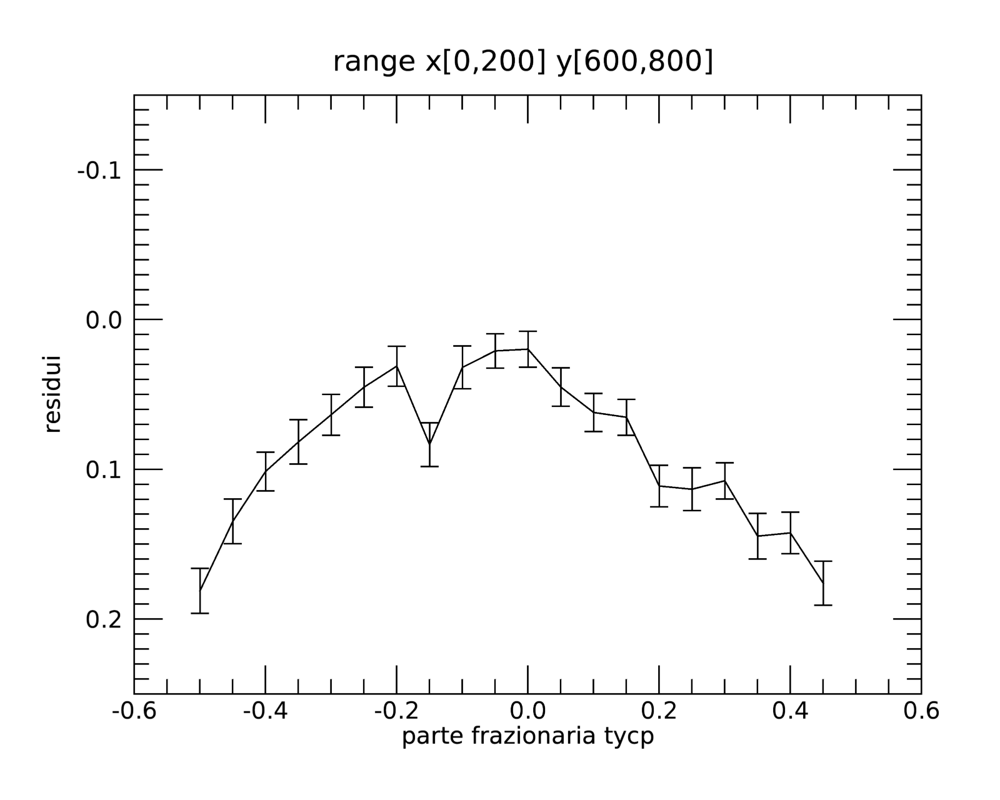 range x[0,200] y[600,800]
-0.1
0.0
0.1
0.2
residui
-0.6 -0.4 -0.2 0.0 0.2 0.4 0.6
parte frazionaria tycp